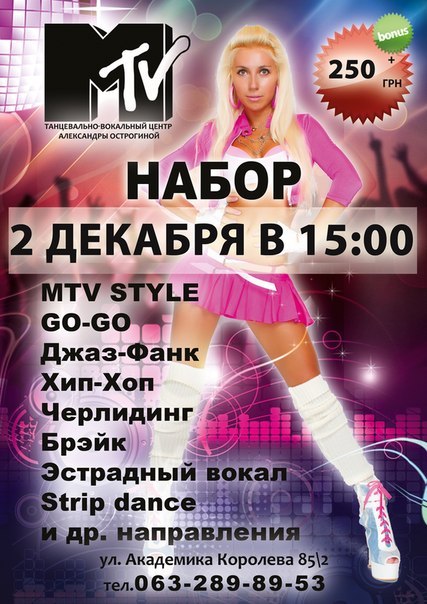 MTV
ТАНЦЕВАЛЬНО-ВОКАЛЬНЫЙ ЦЕНТР
АЛЕКСАНДРЫ ОСТРОГИНОЙ
bonus
+
250
ГРН
НАБОР
2 ДЕКАБРЯ В 15:00
MTV STYLE
GO-GO
Джаз-Фанк
Хип-Хоп
Черлидинг
Брэйк
Эстрадный вокал
Strip dance
и др. направления
ул. Академика Королева 85\2
тел.063-289-89-53